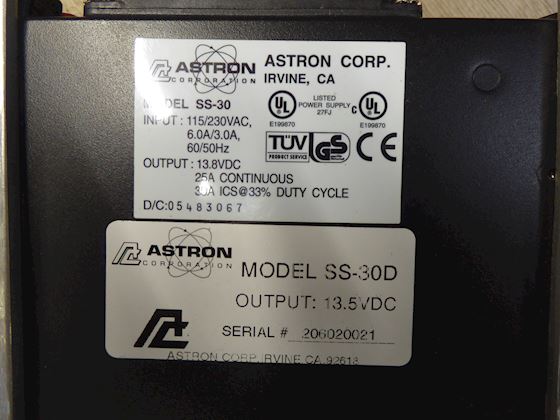 ASTRON
CORPORATION
ASTRON CORP.
IRVINE, CA
MODEL SS-30
INPUT : 115/230VAC,
6.0A/3.0A,
60/50Hz
OUTPUT : 13.8VDC
25A CONTINUOUS
30A ICS@33% DUTY CYCLE
D/C:05483067
UL
LISTED
POWER SUPPLY
27FJ
C UL
E199870
E199870
TÜV
PRODUCT SERVICE
GS
CE
ASTRON
CORPORATION
MODEL SS-30D
OUTPUT: 13.5VDC
SERIAL # 206020021
ASTRON CORP. IRVINE CA. 92618